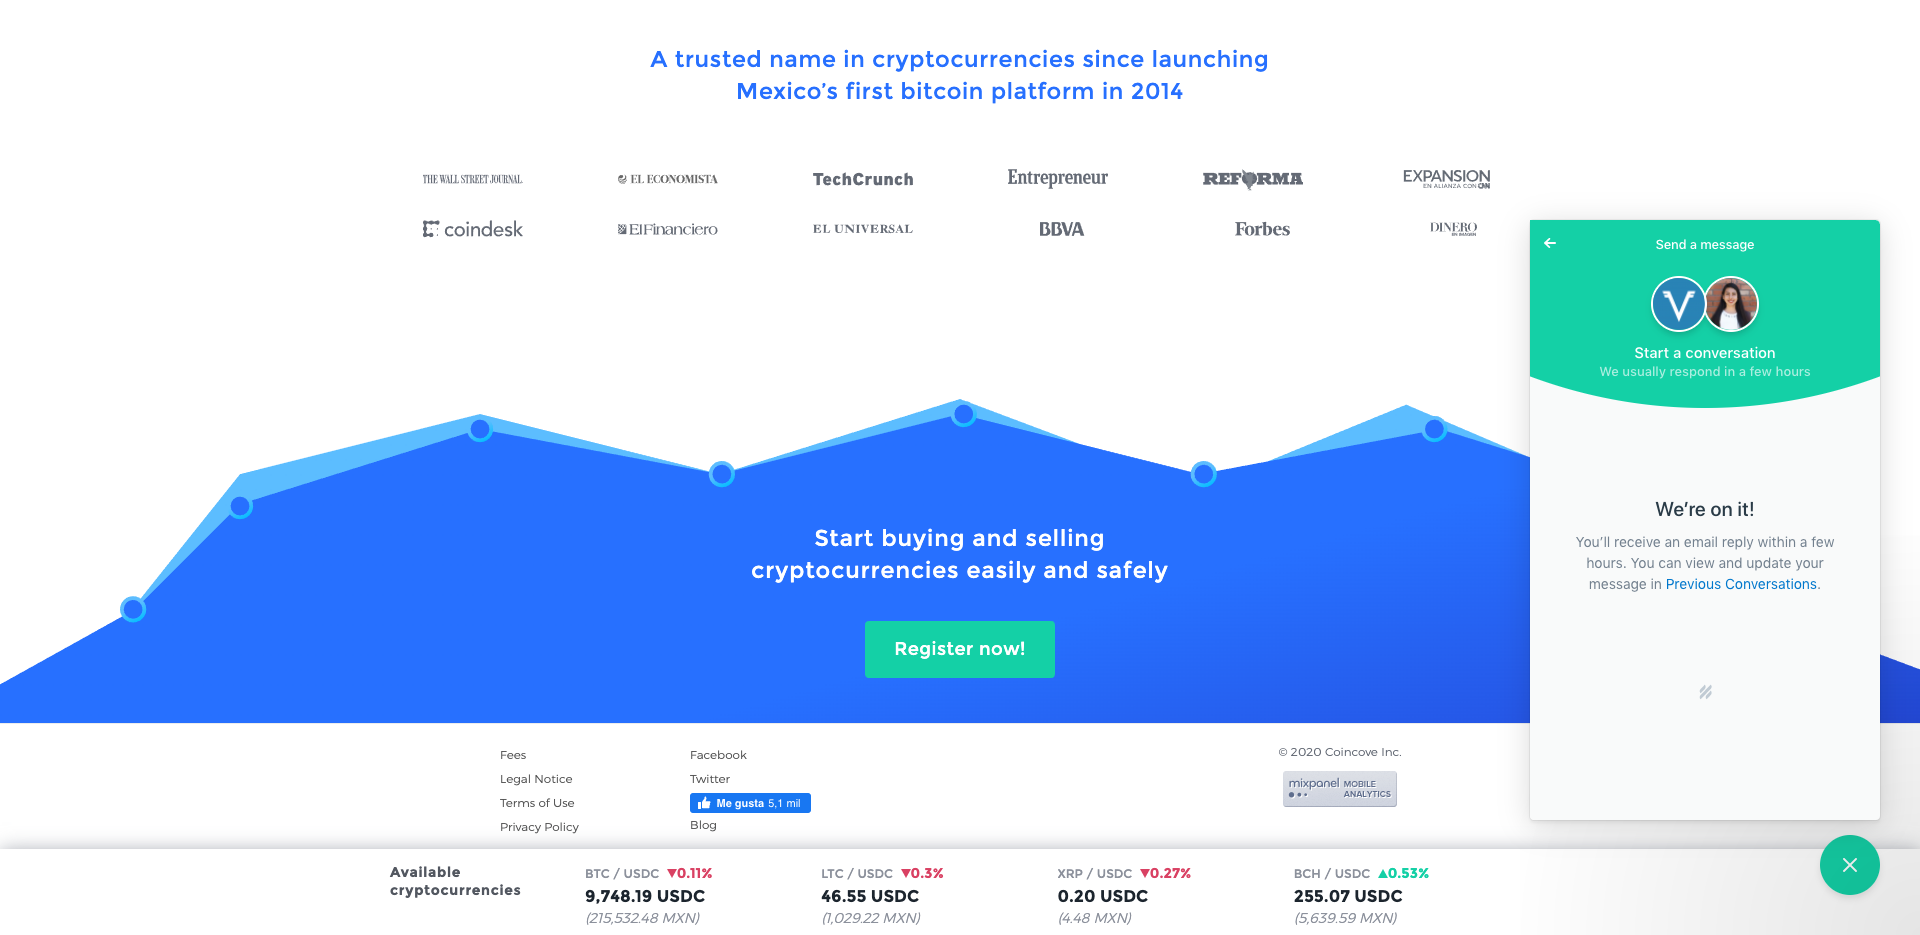 A trusted name in cryptocurrencies since launching
Mexico’s first bitcoin platform in 2014
THE WALL STREET JOURNAL
EL ECONOMISTA
TechCrunch
Entrepreneur
REFORMA
EXPANSION
EN ALIANZA CON CNN
coindesk
El Financiero
EL UNIVERSAL
BBVA
Forbes
DINERO
EN IMAGEN
Send a message
Start a conversation
We usually respond in a few hours
We’re on it!
You’ll receive an email reply within a few
hours. You can view and update your
message in Previous Conversations.
Start buying and selling
cryptocurrencies easily and safely
Register now!
Fees
Legal Notice
Terms of Use
Privacy Policy
Facebook
Twitter
Me gusta 5,1 mil
Blog
© 2020 Coincove Inc.
mixpanel MOBILE
ANALYTICS
Available
cryptocurrencies
BTC / USDC ▼0.11%
9,748.19 USDC
(215,532.48 MXN)
LTC / USDC ▼0.3%
46.55 USDC
(1,029.22 MXN)
XRP / USDC ▼0.27%
0.20 USDC
(4.48 MXN)
BCH / USDC ▲0.53%
255.07 USDC
(5,639.59 MXN)